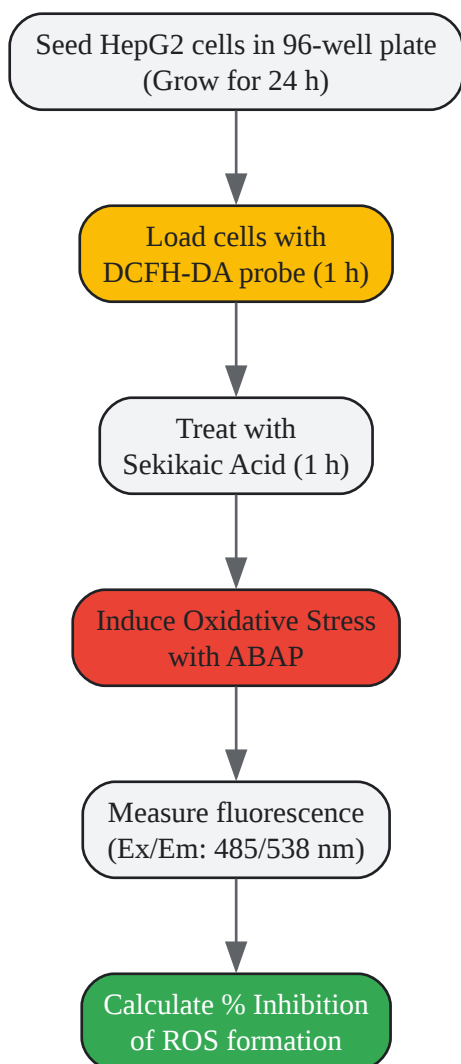 Seed HepG2 cells in 96-well plate
(Grow for 24 h)
Load cells with
DCFH-DA probe (1 h)
Treat with
Sekikaic Acid (1 h)
Induce Oxidative Stress
with ABAP
Measure fluorescence
(Ex/Em: 485/538 nm)
Calculate % Inhibition
of ROS formation